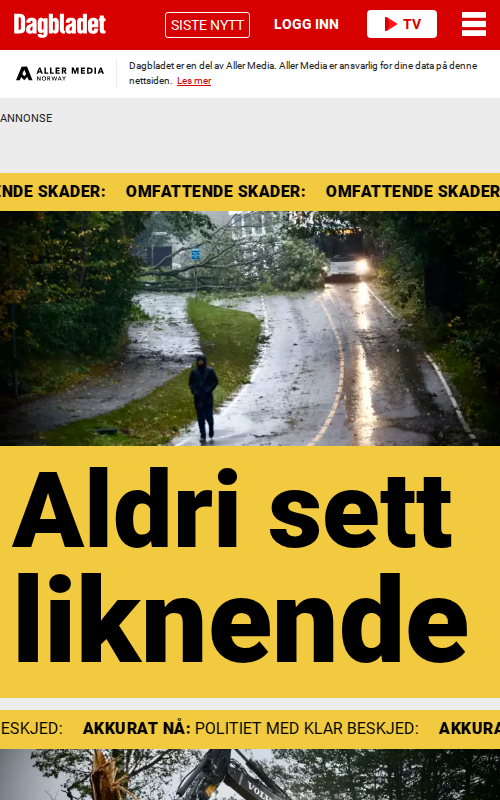 Dagbladet
SISTE NYTT
LOGG INN
TV
ALLER MEDIA
NORWAY
Dagbladet er en del av Aller Media. Aller Media er ansvarlig for dine data på denne
nettsiden. Les mer
ANNONSE
NDE SKADER: OMFATTENDE SKADER: OMFATTENDE SKADER
Aldri sett
liknende
ESKJED: AKKURAT NÅ: POLITIET MED KLAR BESKJED: AKKURA
VOLVO